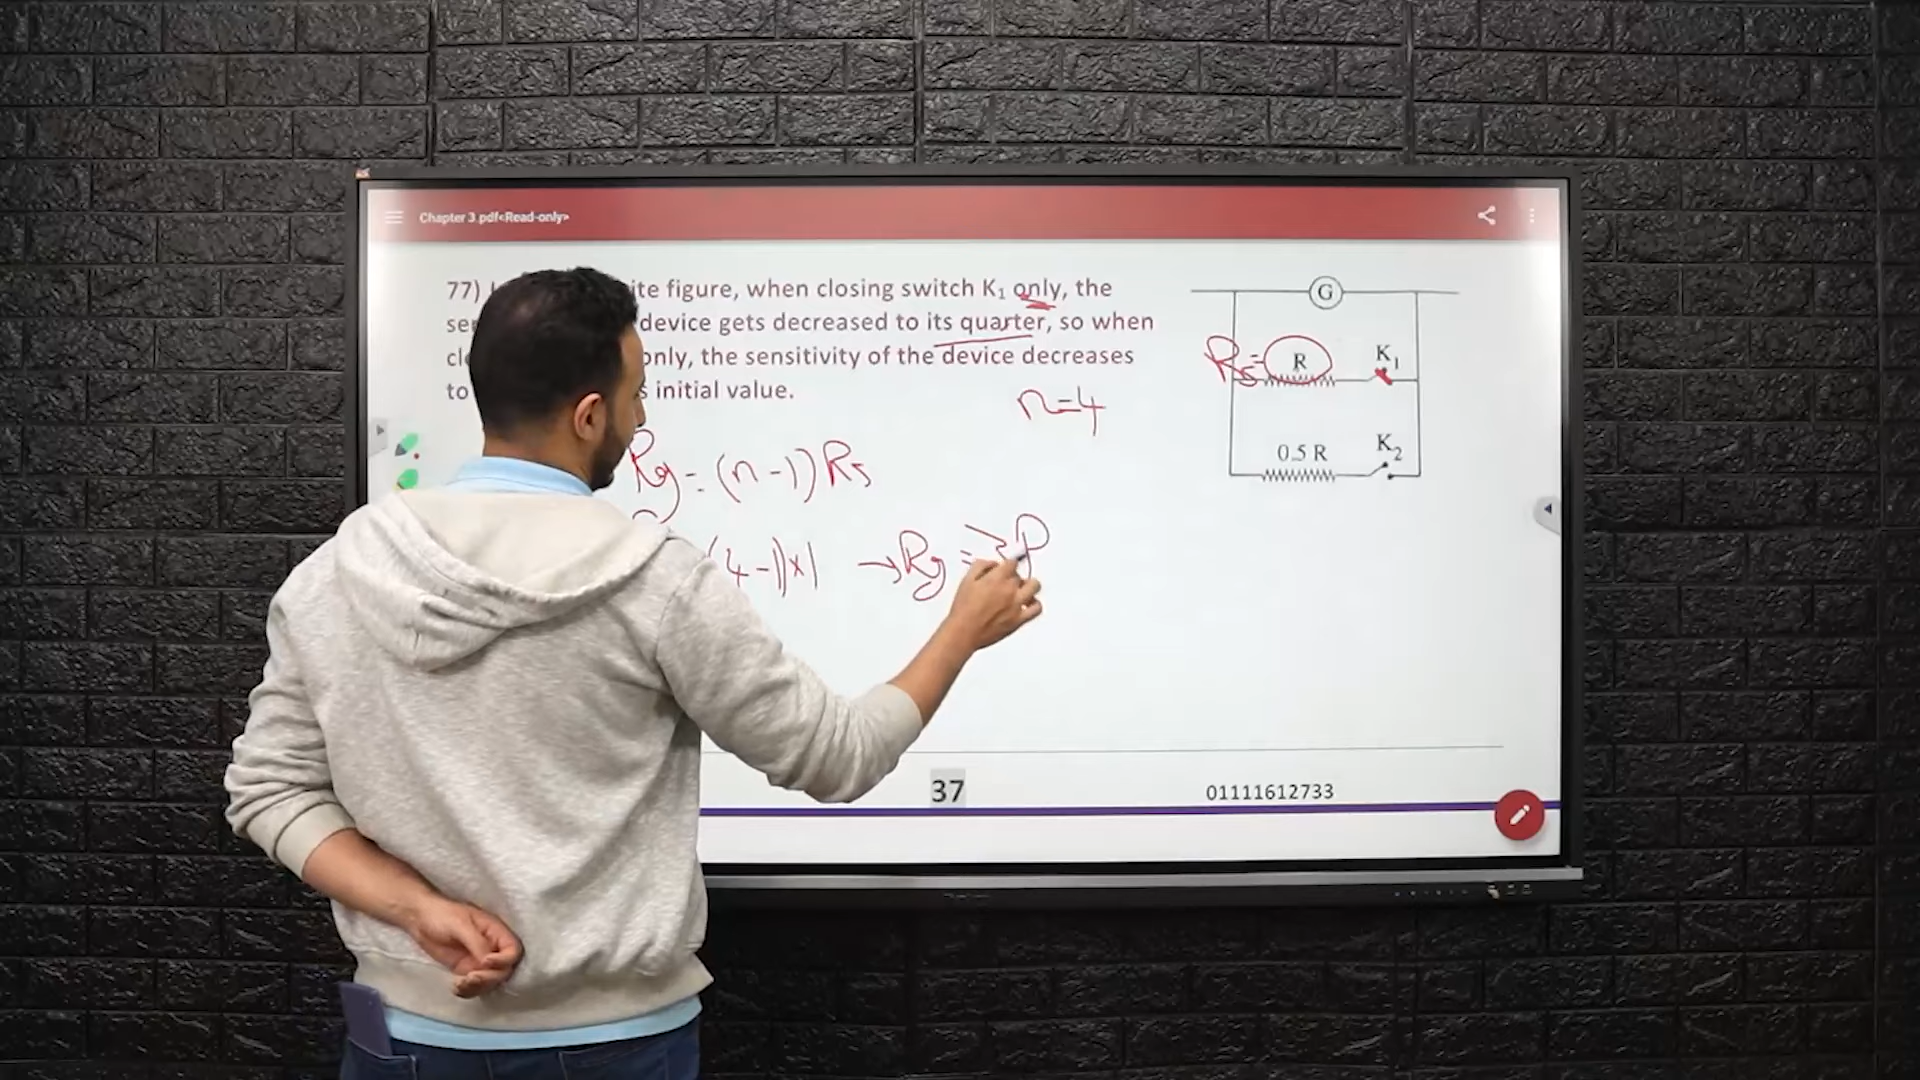 Chapter 3.pdf<Read-only>
77) ite figure, when closing switch K₁ only, the
device gets decreased to its quarter, so when
only, the sensitivity of the device decreases
to initial value.
n=4
Rg = (n-1) Rs
(4-1)×1 → Rg =
G
Rs= R K₁
0.5 R K₂
37
01111612733